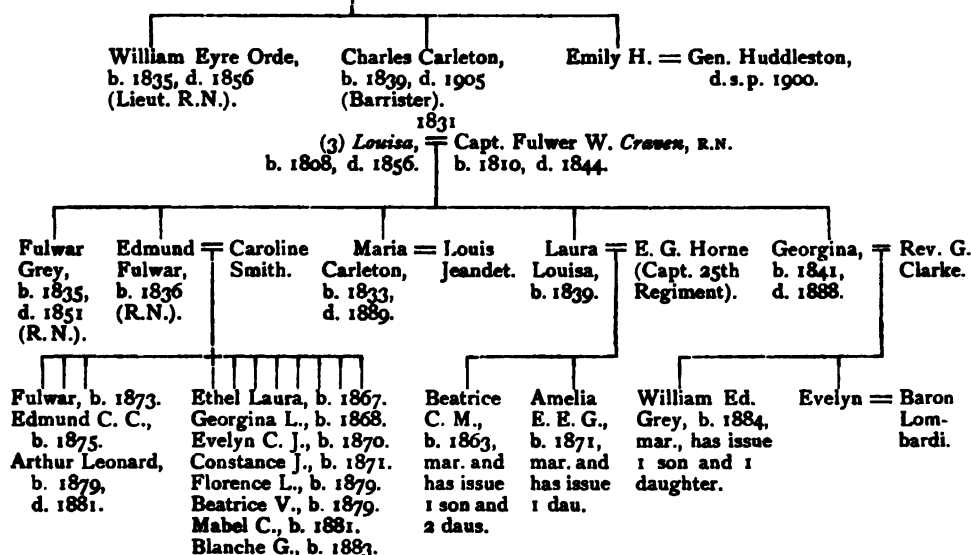 William Eyre Orde,
b. 1835, d. 1856
(Lieut. R.N.).
Charles Carleton,
b. 1839, d. 1905
(Barrister).
Emily H. = Gen. Huddleston,
d.s.p. 1900.
1831
(3) Louisa, = Capt. Fulwer W. Craven, R.N.
b. 1808, d. 1856. b. 1810, d. 1844.
Fulwar
Grey,
b. 1835,
d. 1851
(R.N.).
Edmund = Caroline
Fulwar, Smith.
b. 1836
(R.N.).
Maria = Louis
Carleton, Jeandet.
b. 1833,
d. 1889.
Laura = E. G. Horne
Louisa, (Capt. 25th
b. 1839. Regiment).
Georgina, = Rev. G.
b. 1841, Clarke.
d. 1888.
Fulwar, b. 1873.
Edmund C. C.,
b. 1875.
Arthur Leonard,
b. 1879,
d. 1881.
Ethel Laura, b. 1867.
Georgina L., b. 1868.
Evelyn C. J., b. 1870.
Constance J., b. 1871.
Florence L., b. 1879.
Beatrice V., b. 1879.
Mabel C., b. 1881.
Blanche G., b. 1883.
Beatrice
C. M.,
b. 1863,
mar. and
has issue
1 son and
2 daus.
Amelia
E. E. G.,
b. 1871,
mar. and
has issue
1 dau.
William Ed.
Grey, b. 1884,
mar., has issue
1 son and 1
daughter.
Evelyn = Baron
Lom-
bardi.